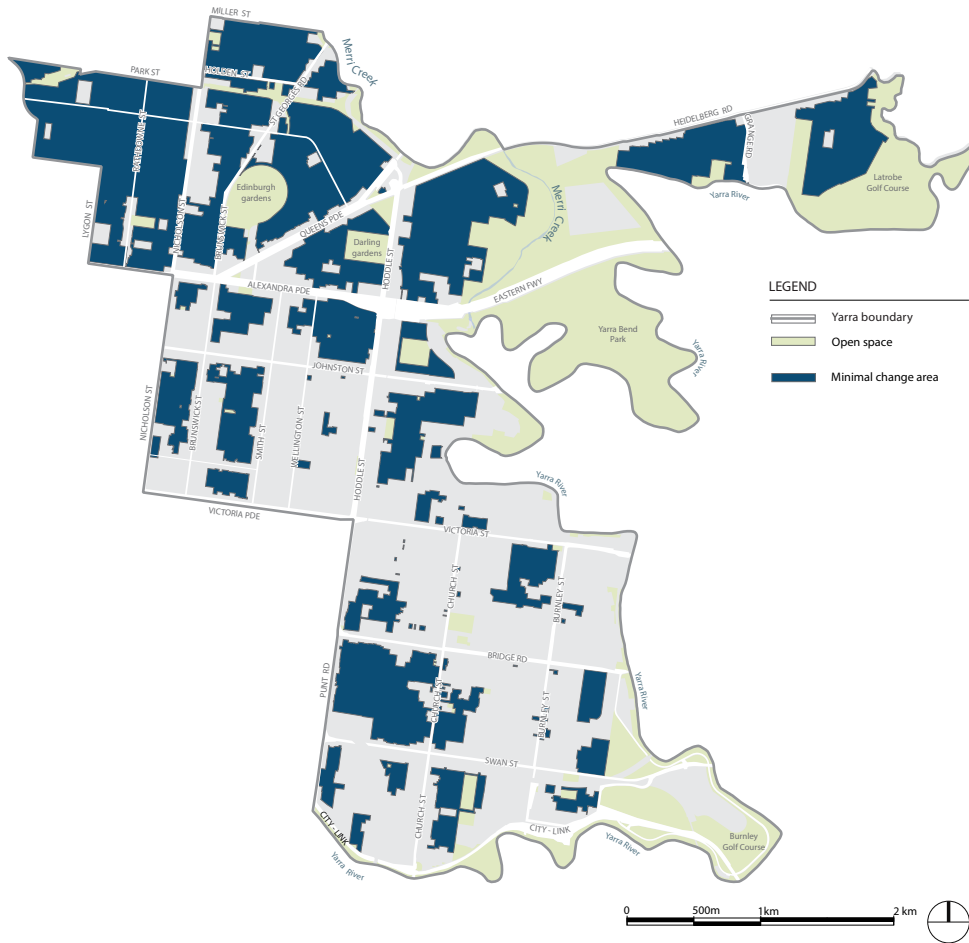 MILLER ST
Merri Creek
PARK ST
HOLDEN ST
ST GEORGES RD
HEIDELBERG RD
GRANGE RD
Latrobe
Golf Course
Yarra River
Edinburgh
gardens
Merri
Creek
LYGON ST
NICHOLSON ST
BRUNSWICK ST
QUEENS PDE
Darling
gardens
HODDLE ST
ALEXANDRA PDE
EASTERN FWY
LEGEND
Yarra boundary
Open space
Minimal change area
Yarra Bend
Park
Yarra
River
JOHNSTON ST
NICHOLSON ST
BRUNSWICK ST
SMITH ST
WELLINGTON ST
HODDLE ST
Yarra River
VICTORIA PDE
VICTORIA ST
CHURCH ST
BURNLEY ST
BRIDGE RD
PUNT RD
CHURCH ST
BURNLEY ST
Yarra River
SWAN ST
CHURCH ST
CITY - LINK
CITY - LINK
Yarra River
Yarra River
Burnley
Golf Course
0 500m 1km 2 km